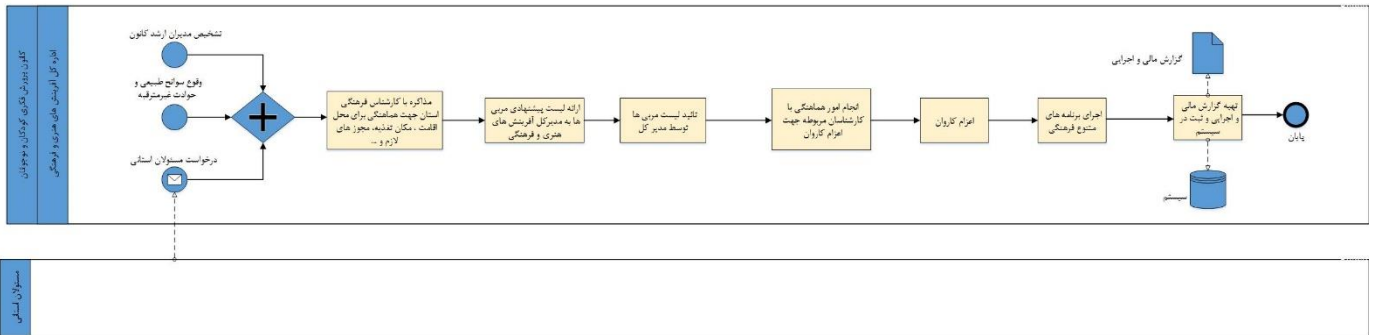 کانون پرورش فکری کودکان و نوجوانان
اداره کل آفرینش های هنری و فرهنگی
تشخیص مدیران ارشد کانون
وقوع سوانح طبیعی و
حوادث غیرمترقبه
درخواست مسئولان استانی
مذاکره با کارشناس فرهنگی
استان جهت هماهنگی برای محل
اقامت ، مکان تغذیه، مجوز های
لازم و ...
ارائه لیست پیشنهادی مربی
ها به مدیرکل آفرینش های
هنری و فرهنگی
تائید لیست مربی ها
توسط مدیر کل
انجام امور هماهنگی با
کارشناسان مربوطه جهت
اعزام کاروان
اعزام کاروان
اجرای برنامه های
متنوع فرهنگی
گزارش مالی و اجرایی
تهیه گزارش مالی
و اجرایی و ثبت در
سیستم
سیستم
پایان
مسئولان استانی